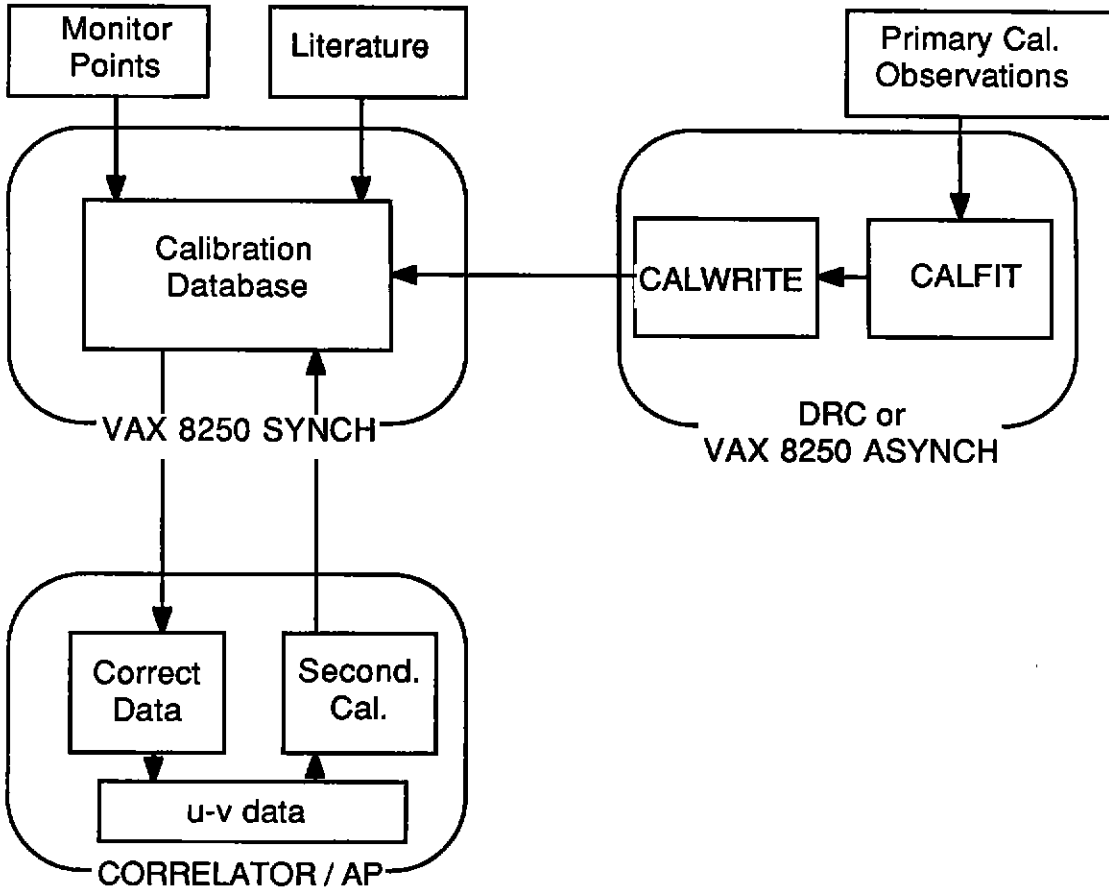 Monitor
Points
Literature
Primary Cal.
Observations
Calibration
Database
CALWRITE
CALFIT
VAX 8250 SYNCH
DRC or
VAX 8250 ASYNCH
Correct
Data
Second.
Cal.
u-v data
CORRELATOR / AP